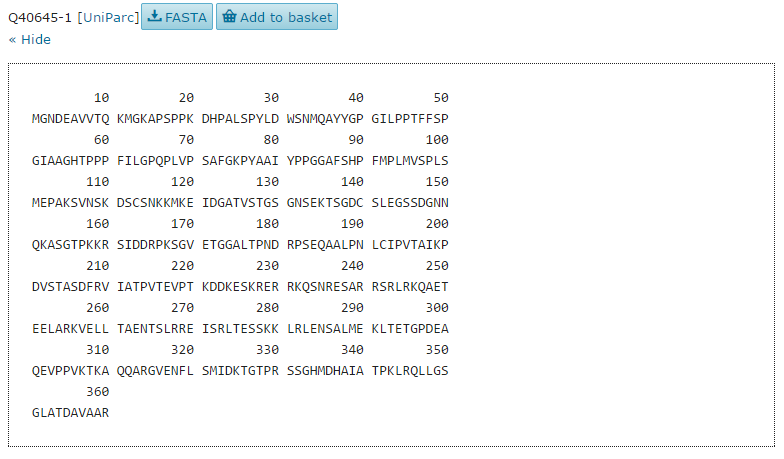 Q40645-1 [UniParc] FASTA Add to basket
« Hide
10 20 30 40 50
MGNDEAVVTQ KMGKAPSPPK DHPALSPYLD WSNMQAYYGP GILPPTFFSP
60 70 80 90 100
GIAAGHTPPP FILGPQPLVP SAFGKPYAAI YPPGGAFSHP FMPLMVSPLS
110 120 130 140 150
MEPAKSVNSK DSCSNKKMKE IDGATVSTGS GNSEKTSGDC SLEGSSDGNN
160 170 180 190 200
QKASGTPKKR SIDDRPKSGV ETGGALTPND RPSEQAALPN LCIPVTAIKP
210 220 230 240 250
DVSTASDFRV IATPVTEVPT KDDKESKRER RKQSNRESAR RSRLRKQAET
260 270 280 290 300
EELARKVELL TAENTSLRRE ISRLTESSKK LRLENSALME KLTETGPDEA
310 320 330 340 350
QEVPPVKTKA QQARGVENFL SMIDKTGTPR SSGHMDHAIA TPKLRQLLGS
360
GLATDAVAAR